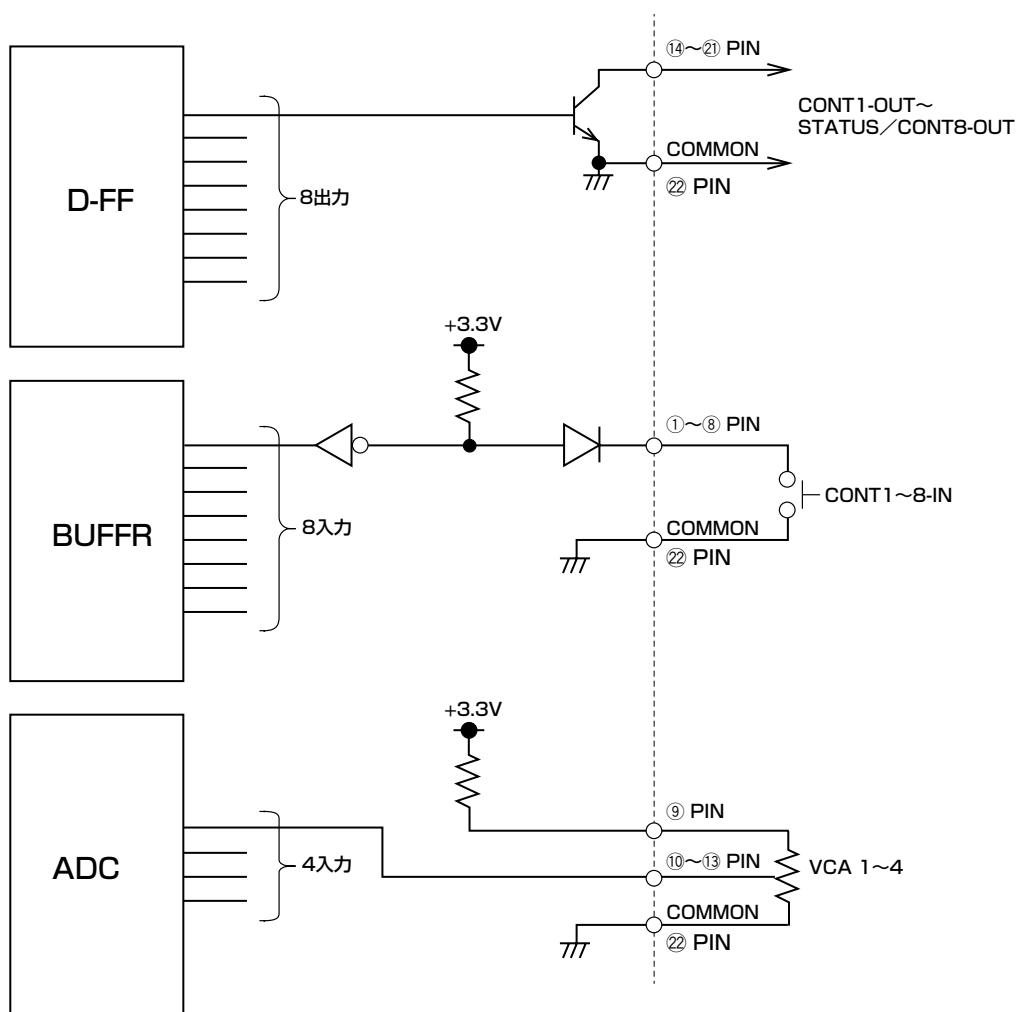 D-FF
8出力
⑭～㉑ PIN
CONT1-OUT～
STATUS／CONT8-OUT
COMMON
㉒ PIN
BUFFR
8入力
+3.3V
①～⑧ PIN
CONT1～8-IN
COMMON
㉒ PIN
ADC
4入力
+3.3V
⑨ PIN
⑩～⑬ PIN
VCA 1～4
COMMON
㉒ PIN